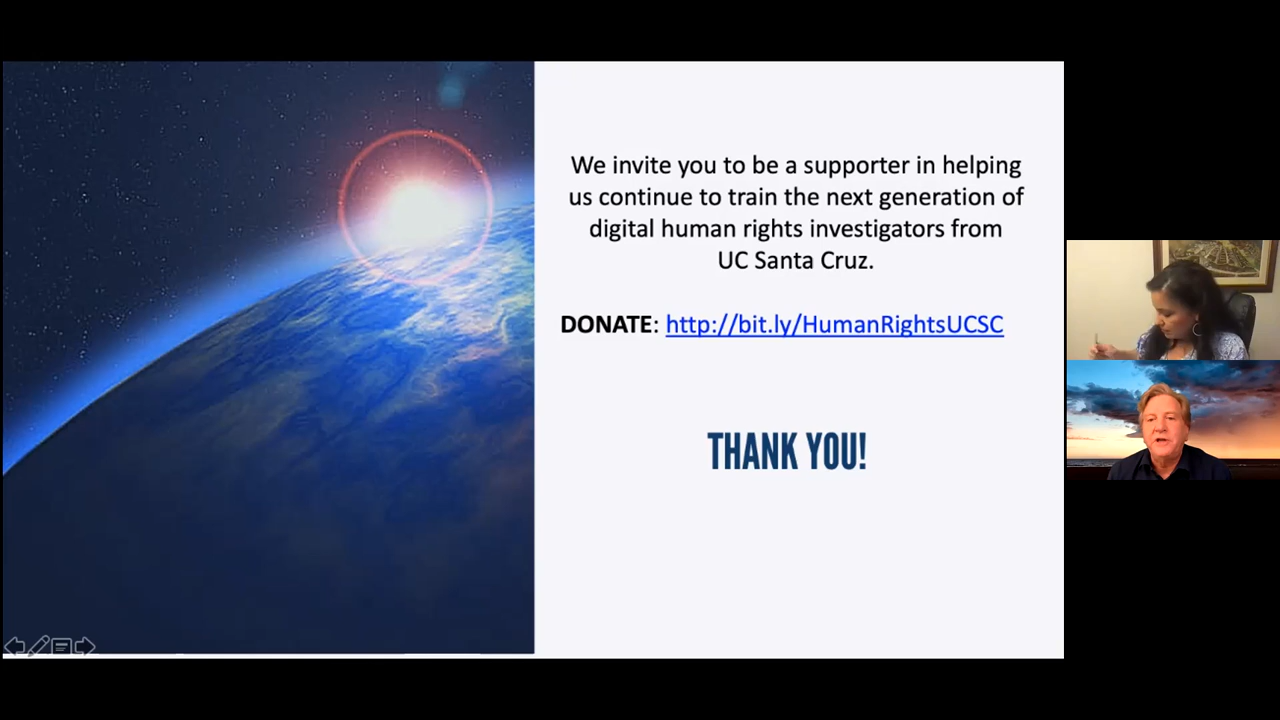 We invite you to be a supporter in helping
us continue to train the next generation of
digital human rights investigators from
UC Santa Cruz.
DONATE: http://bit.ly/HumanRightsUCSC
THANK YOU!